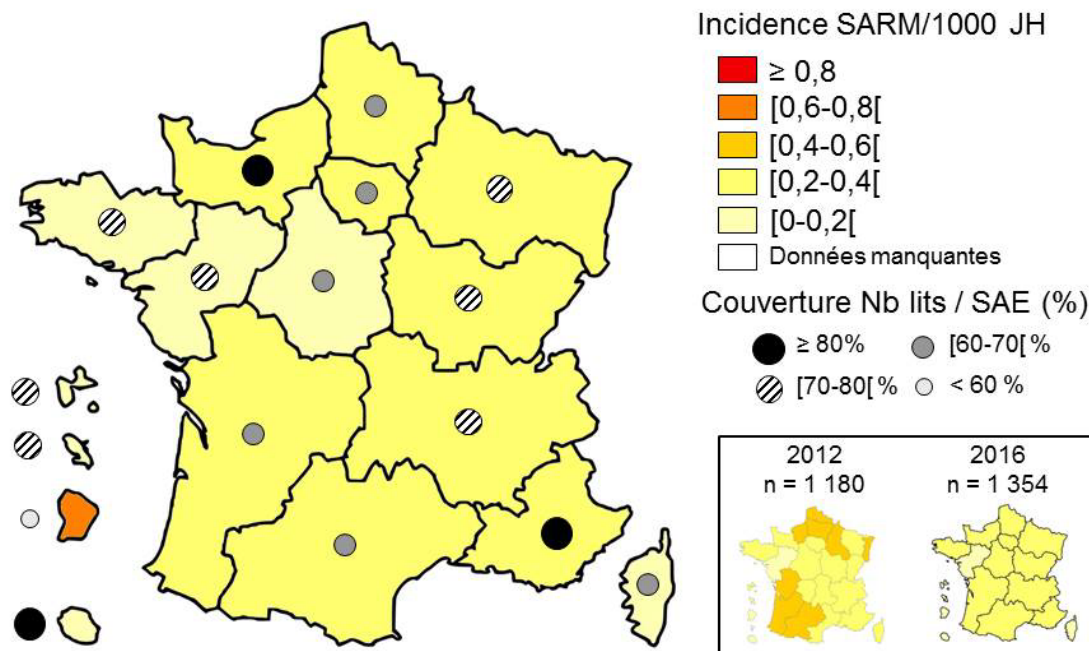 Incidence SARM/1000 JH
≥ 0,8
[0,6-0,8[
[0,4-0,6[
[0,2-0,4[
[0-0,2[
Données manquantes
Couverture Nb lits / SAE (%)
≥ 80% [60-70[ %
[70-80[ % < 60 %
2012 2016
n = 1 180 n = 1 354